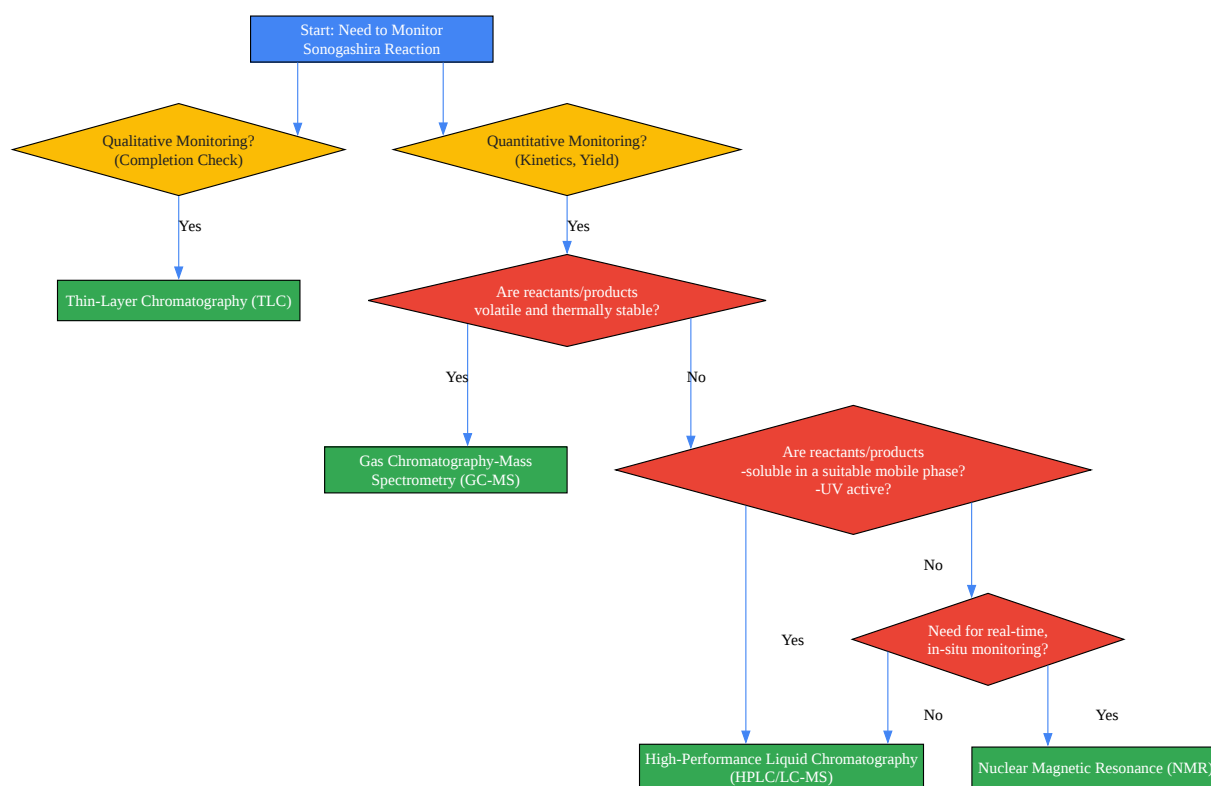 Start: Need to Monitor
Sonogashira Reaction
Qualitative Monitoring?
(Completion Check)
Quantitative Monitoring?
(Kinetics, Yield)
Yes
Yes
Thin-Layer Chromatography (TLC)
Are reactants/products
volatile and thermally stable?
Yes
No
Gas Chromatography-Mass
Spectrometry (GC-MS)
Are reactants/products
-soluble in a suitable mobile phase?
-UV active?
No
Yes
Need for real-time,
in-situ monitoring?
No
Yes
High-Performance Liquid Chromatography
(HPLC/LC-MS)
Nuclear Magnetic Resonance (NMR)